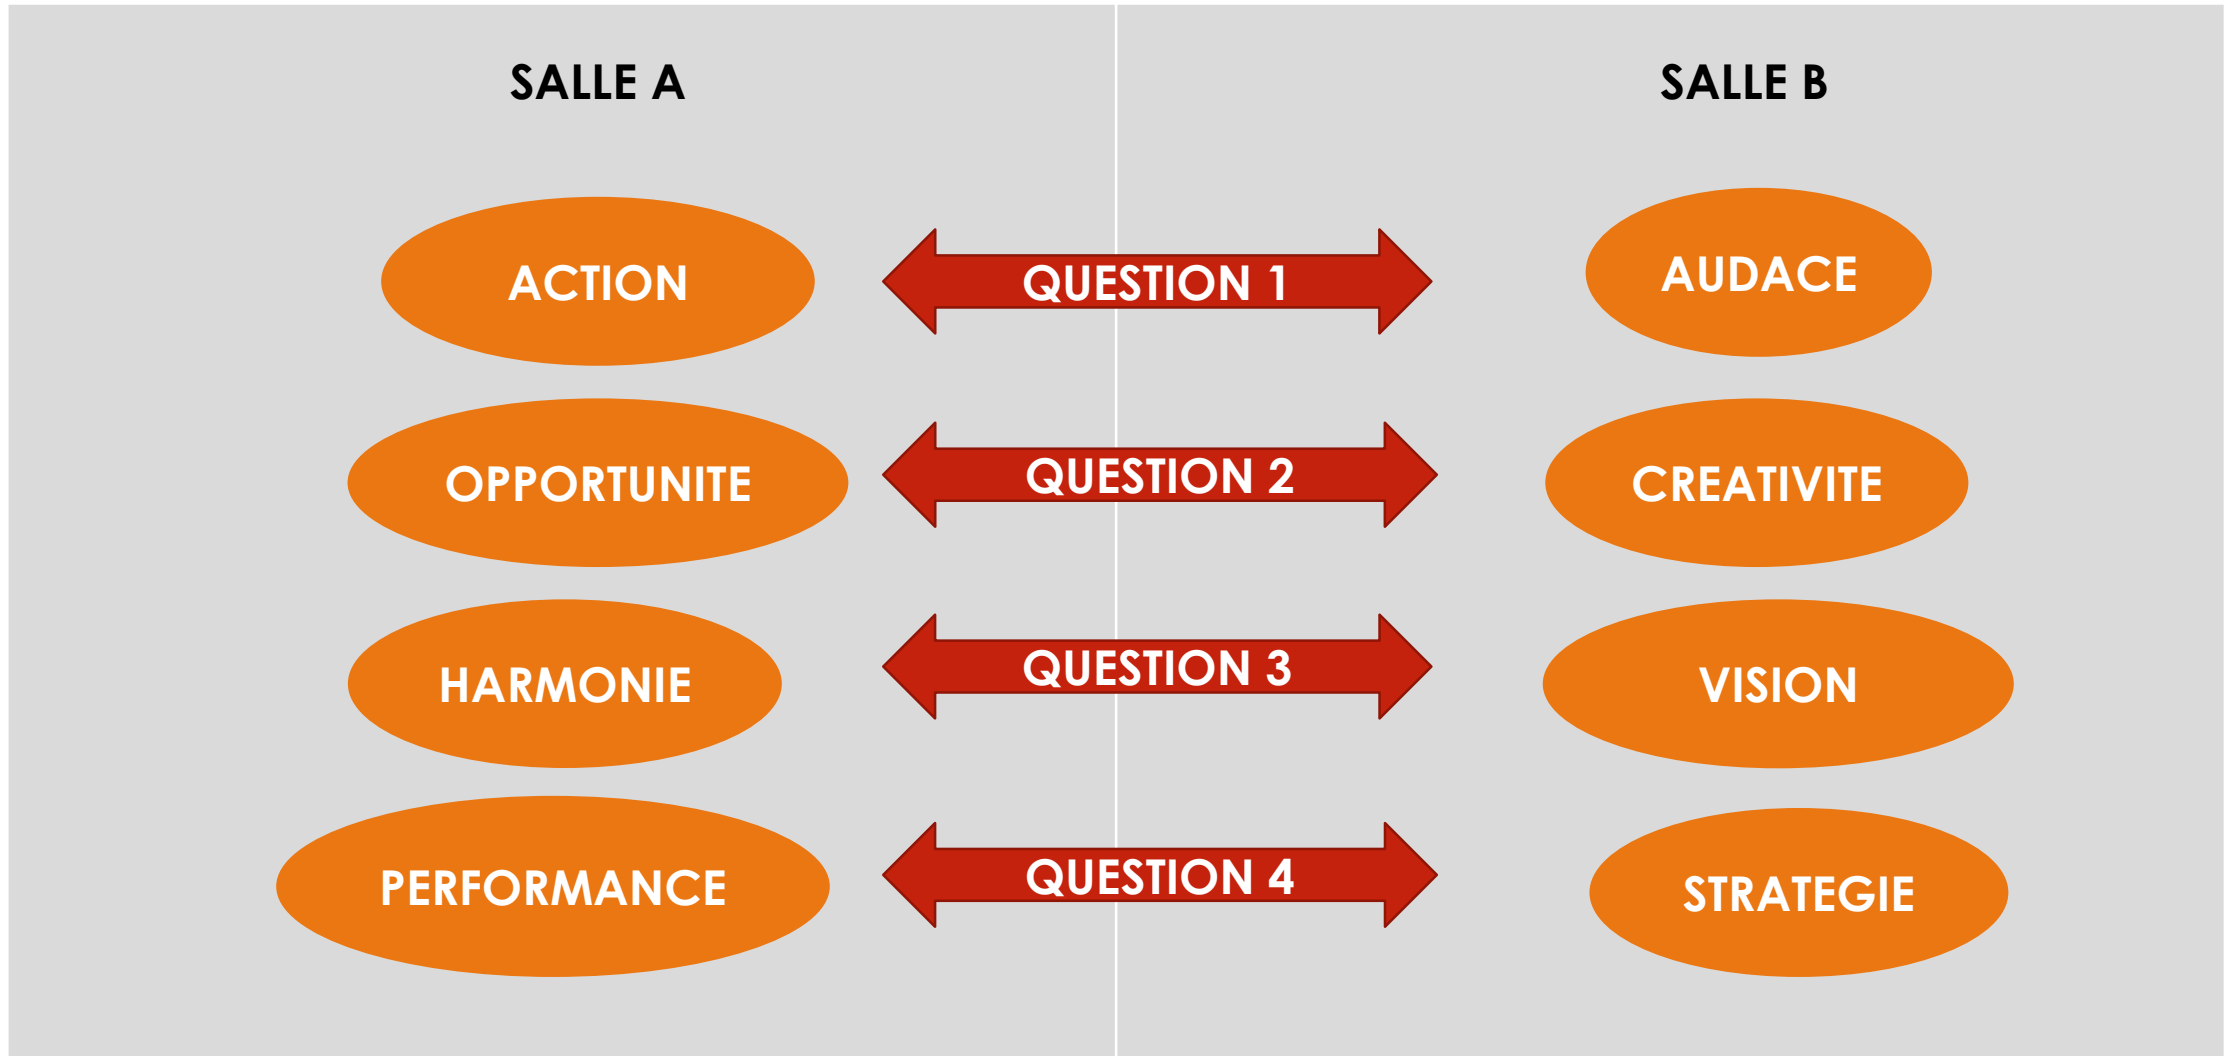 SALLE A
SALLE B
ACTION
QUESTION 1
AUDACE
OPPORTUNITE
QUESTION 2
CREATIVITE
HARMONIE
QUESTION 3
VISION
PERFORMANCE
QUESTION 4
STRATEGIE